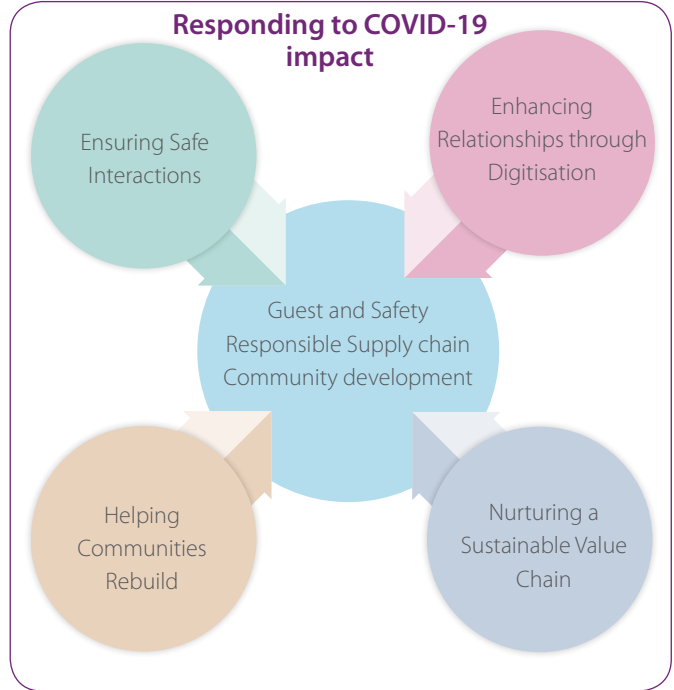 Responding to COVID-19
impact
Ensuring Safe
Interactions
Enhancing
Relationships through
Digitisation
Guest and Safety
Responsible Supply chain
Community development
Helping
Communities
Rebuild
Nurturing a
Sustainable Value
Chain